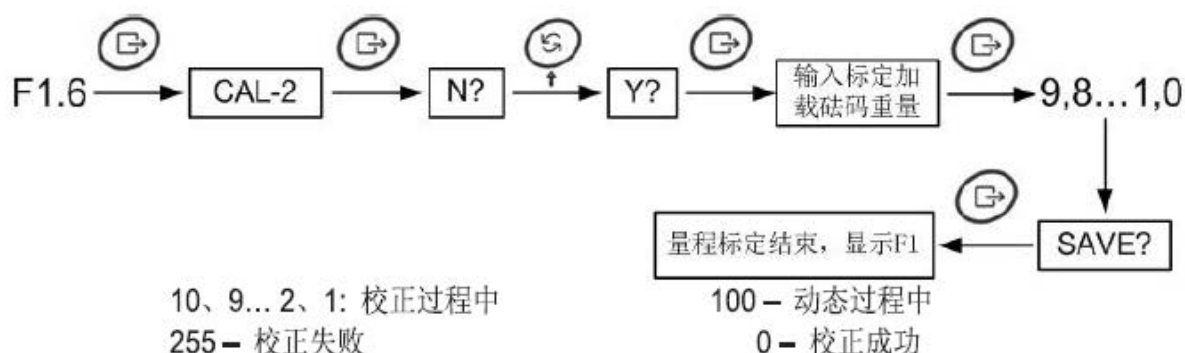 F1.6
CAL-2
N?
Y?
输入标定加
载砝码重量
9,8...1,0
SAVE?
量程标定结束，显示F1
10、9... 2、1: 校正过程中
100 – 动态过程中
255 – 校正失败
0 – 校正成功